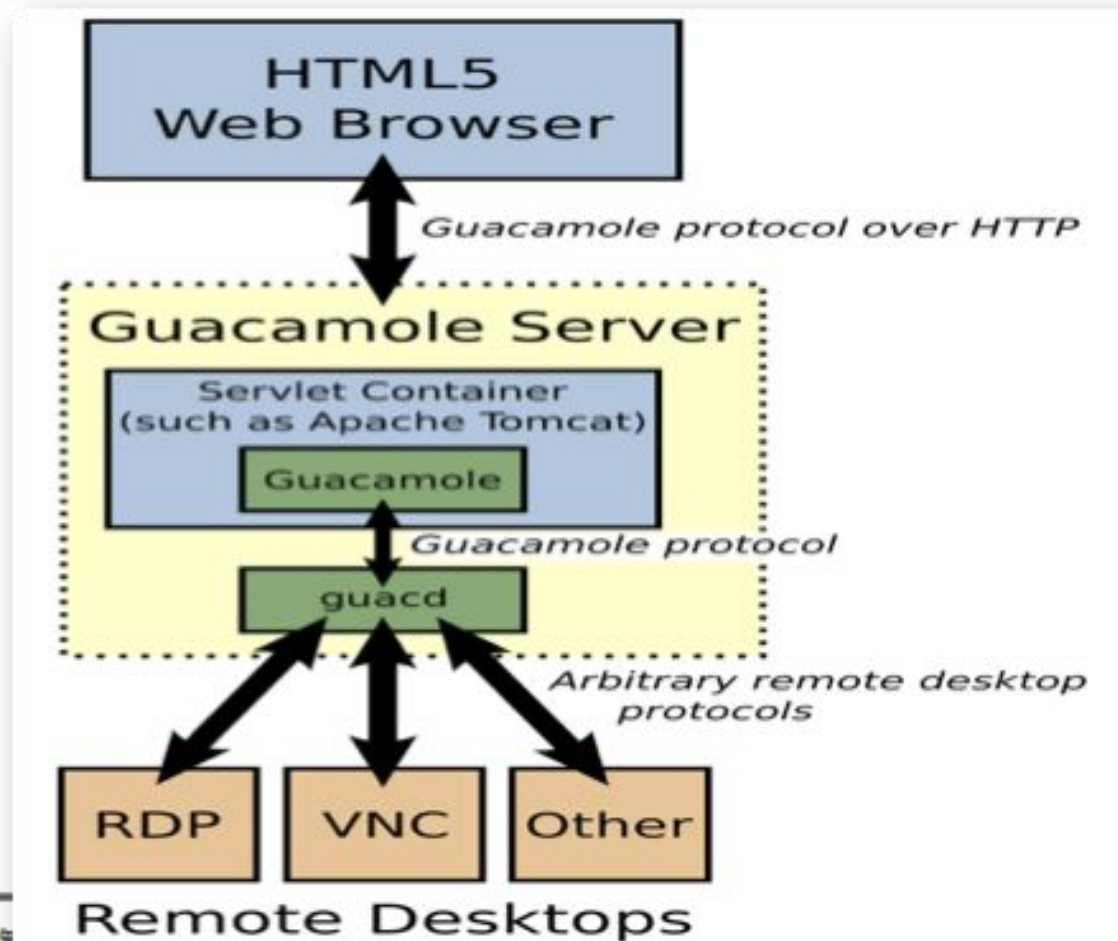 HTML5
Web Browser
Guacamole protocol over HTTP
Guacamole Server
Servlet Container
(such as Apache Tomcat)
Guacamole
Guacamole protocol
guacd
Arbitrary remote desktop
protocols
RDP
VNC
Other
Remote Desktops